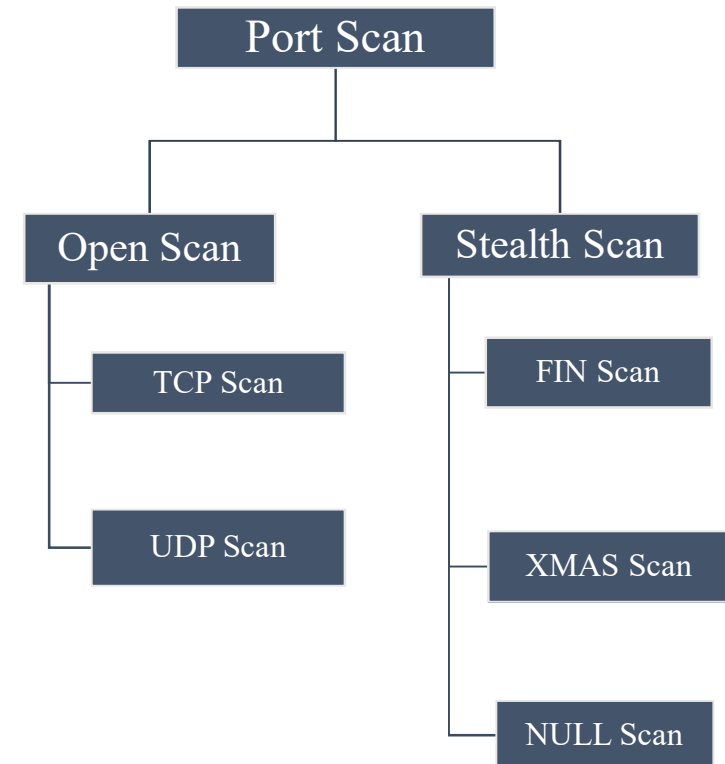 Port Scan
Open Scan
TCP Scan
UDP Scan
Stealth Scan
FIN Scan
XMAS Scan
NULL Scan